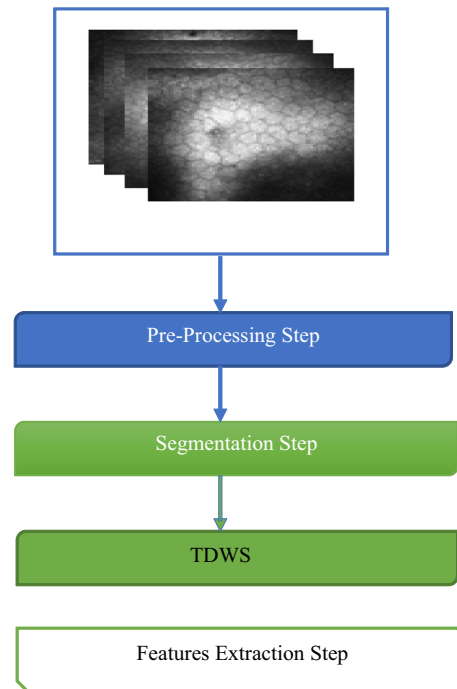 Pre-Processing Step
Segmentation Step
TDWS
Features Extraction Step